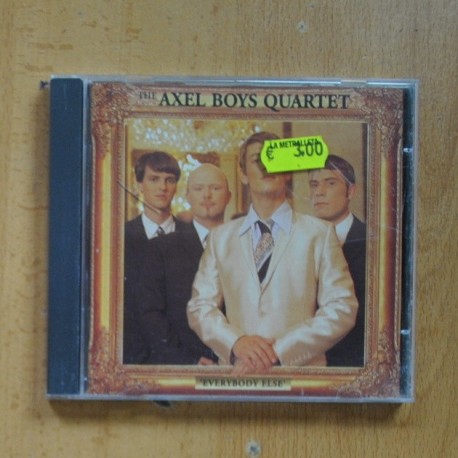 THE AXEL BOYS QUARTET
LA METRALLETA
€ 3.00
"EVERYBODY ELSE"